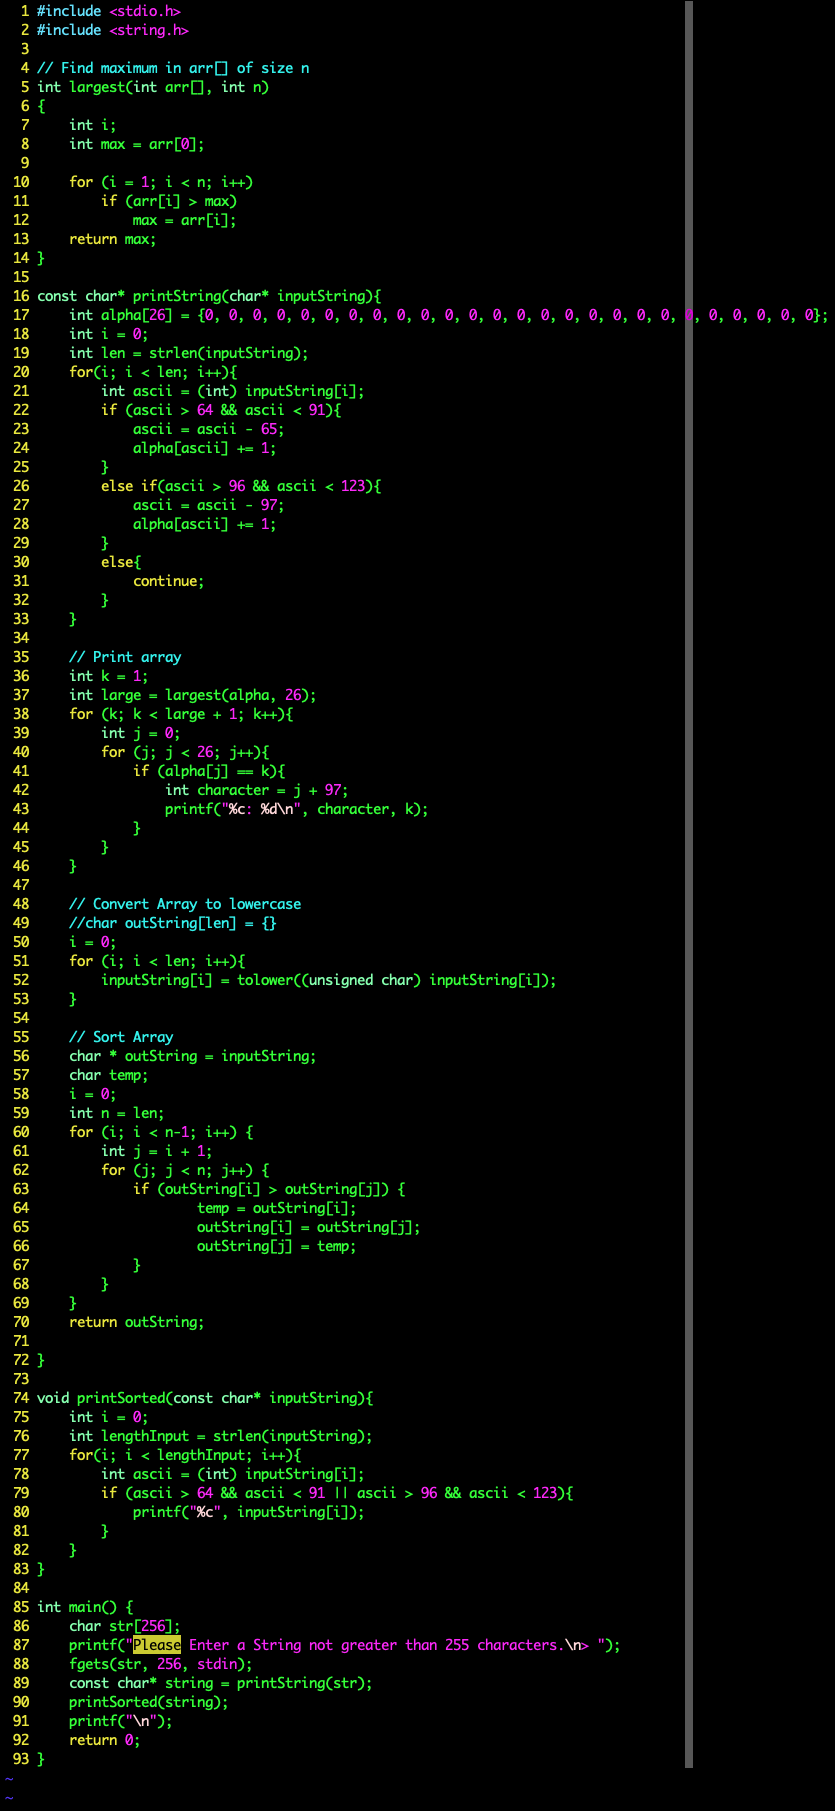 1 #include <stdio.h>
2 #include <string.h>
3
4 // Find maximum in arr[] of size n
5 int largest(int arr[], int n)
6 {
7     int i;
8     int max = arr[0];
9
10     for (i = 1; i < n; i++)
11         if (arr[i] > max)
12             max = arr[i];
13     return max;
14 }
15
16 const char* printString(char* inputString){
17     int alpha[26] = {0, 0, 0, 0, 0, 0, 0, 0, 0, 0, 0, 0, 0, 0, 0, 0, 0, 0, 0, 0, 0, 0, 0, 0, 0, 0};
18     int i = 0;
19     int len = strlen(inputString);
20     for(i; i < len; i++){
21         int ascii = (int) inputString[i];
22         if (ascii > 64 && ascii < 91){
23             ascii = ascii - 65;
24             alpha[ascii] += 1;
25         }
26         else if(ascii > 96 && ascii < 123){
27             ascii = ascii - 97;
28             alpha[ascii] += 1;
29         }
30         else{
31             continue;
32         }
33     }
34
35     // Print array
36     int k = 1;
37     int large = largest(alpha, 26);
38     for (k; k < large + 1; k++){
39         int j = 0;
40         for (j; j < 26; j++){
41             if (alpha[j] == k){
42                 int character = j + 97;
43                 printf("%c: %d\n", character, k);
44             }
45         }
46     }
47
48     // Convert Array to lowercase
49     //char outString[len] = {}
50     i = 0;
51     for (i; i < len; i++){
52         inputString[i] = tolower((unsigned char) inputString[i]);
53     }
54
55     // Sort Array
56     char * outString = inputString;
57     char temp;
58     i = 0;
59     int n = len;
60     for (i; i < n-1; i++) {
61         int j = i + 1;
62         for (j; j < n; j++) {
63             if (outString[i] > outString[j]) {
64                     temp = outString[i];
65                     outString[i] = outString[j];
66                     outString[j] = temp;
67             }
68         }
69     }
70     return outString;
71
72 }
73
74 void printSorted(const char* inputString){
75     int i = 0;
76     int lengthInput = strlen(inputString);
77     for(i; i < lengthInput; i++){
78         int ascii = (int) inputString[i];
79         if (ascii > 64 && ascii < 91 || ascii > 96 && ascii < 123){
80             printf("%c", inputString[i]);
81         }
82     }
83 }
84
85 int main() {
86     char str[256];
87     printf("Please Enter a String not greater than 255 characters.\n> ");
88     fgets(str, 256, stdin);
89     const char* string = printString(str);
90     printSorted(string);
91     printf("\n");
92     return 0;
93 }
~
~